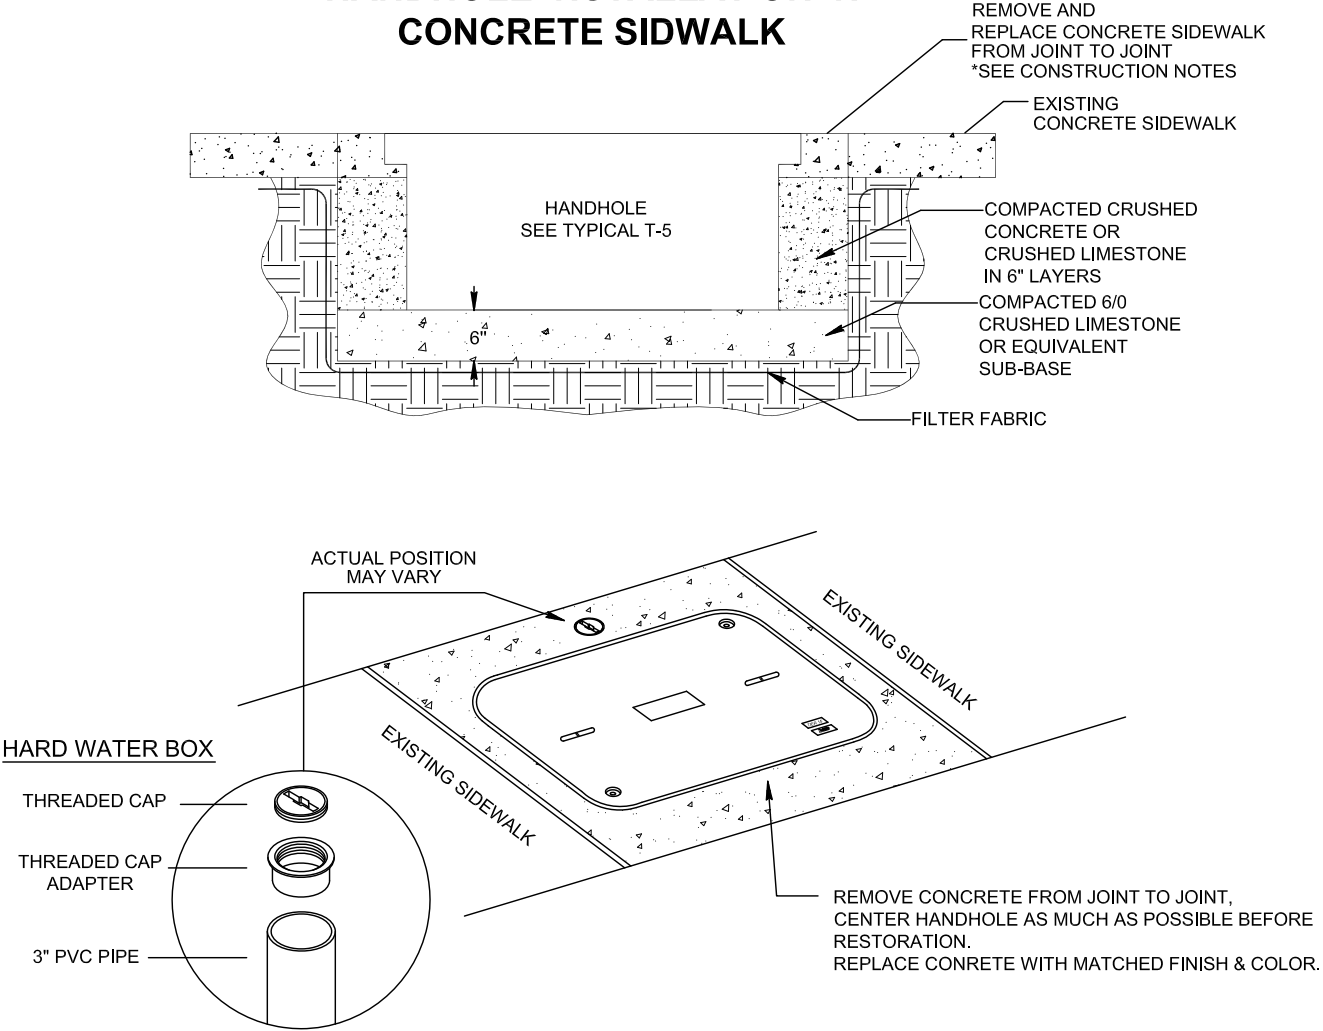 CONCRETE SIDWALK
REMOVE AND
REPLACE CONCRETE SIDEWALK
FROM JOINT TO JOINT
*SEE CONSTRUCTION NOTES
EXISTING
CONCRETE SIDEWALK
HANDHOLE
SEE TYPICAL T-5
COMPACTED CRUSHED
CONCRETE OR
CRUSHED LIMESTONE
IN 6" LAYERS
COMPACTED 6/0
CRUSHED LIMESTONE
OR EQUIVALENT
SUB-BASE
6"
FILTER FABRIC
ACTUAL POSITION
MAY VARY
EXISTING SIDEWALK
EXISTING SIDEWALK
HARD WATER BOX
THREADED CAP
THREADED CAP
ADAPTER
3" PVC PIPE
REMOVE CONCRETE FROM JOINT TO JOINT,
CENTER HANDHOLE AS MUCH AS POSSIBLE BEFORE
RESTORATION.
REPLACE CONRETE WITH MATCHED FINISH & COLOR.